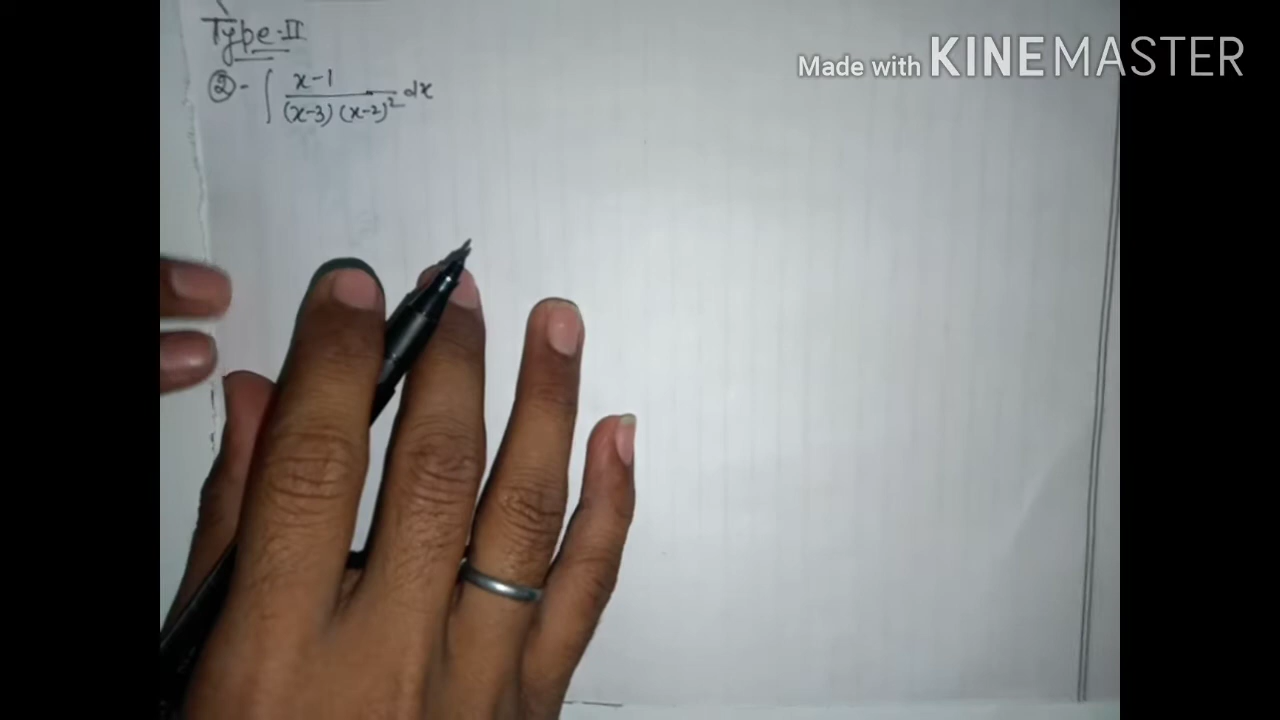 Type-II
②- ∫ x-1 / (x-3) (x-2)² dx
Made with KINEMASTER